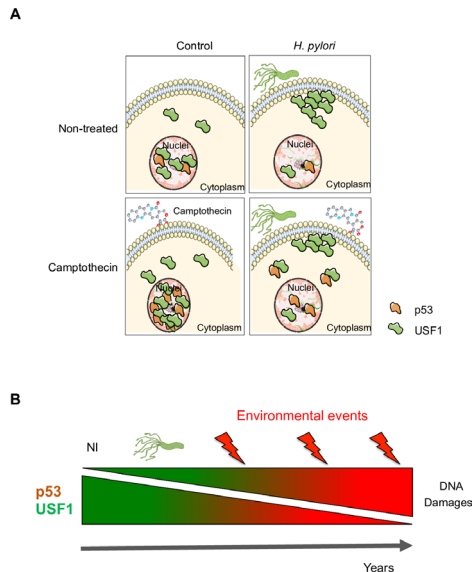 A
Control
H. pylori
Non-treated
Nuclei
Cytoplasm
Nuclei
Cytoplasm
Camptothecin
Camptothecin
Nuclei
Cytoplasm
Nuclei
Cytoplasm
p53
USF1
B
Environmental events
NI
p53
USF1
DNA
Damages
Years